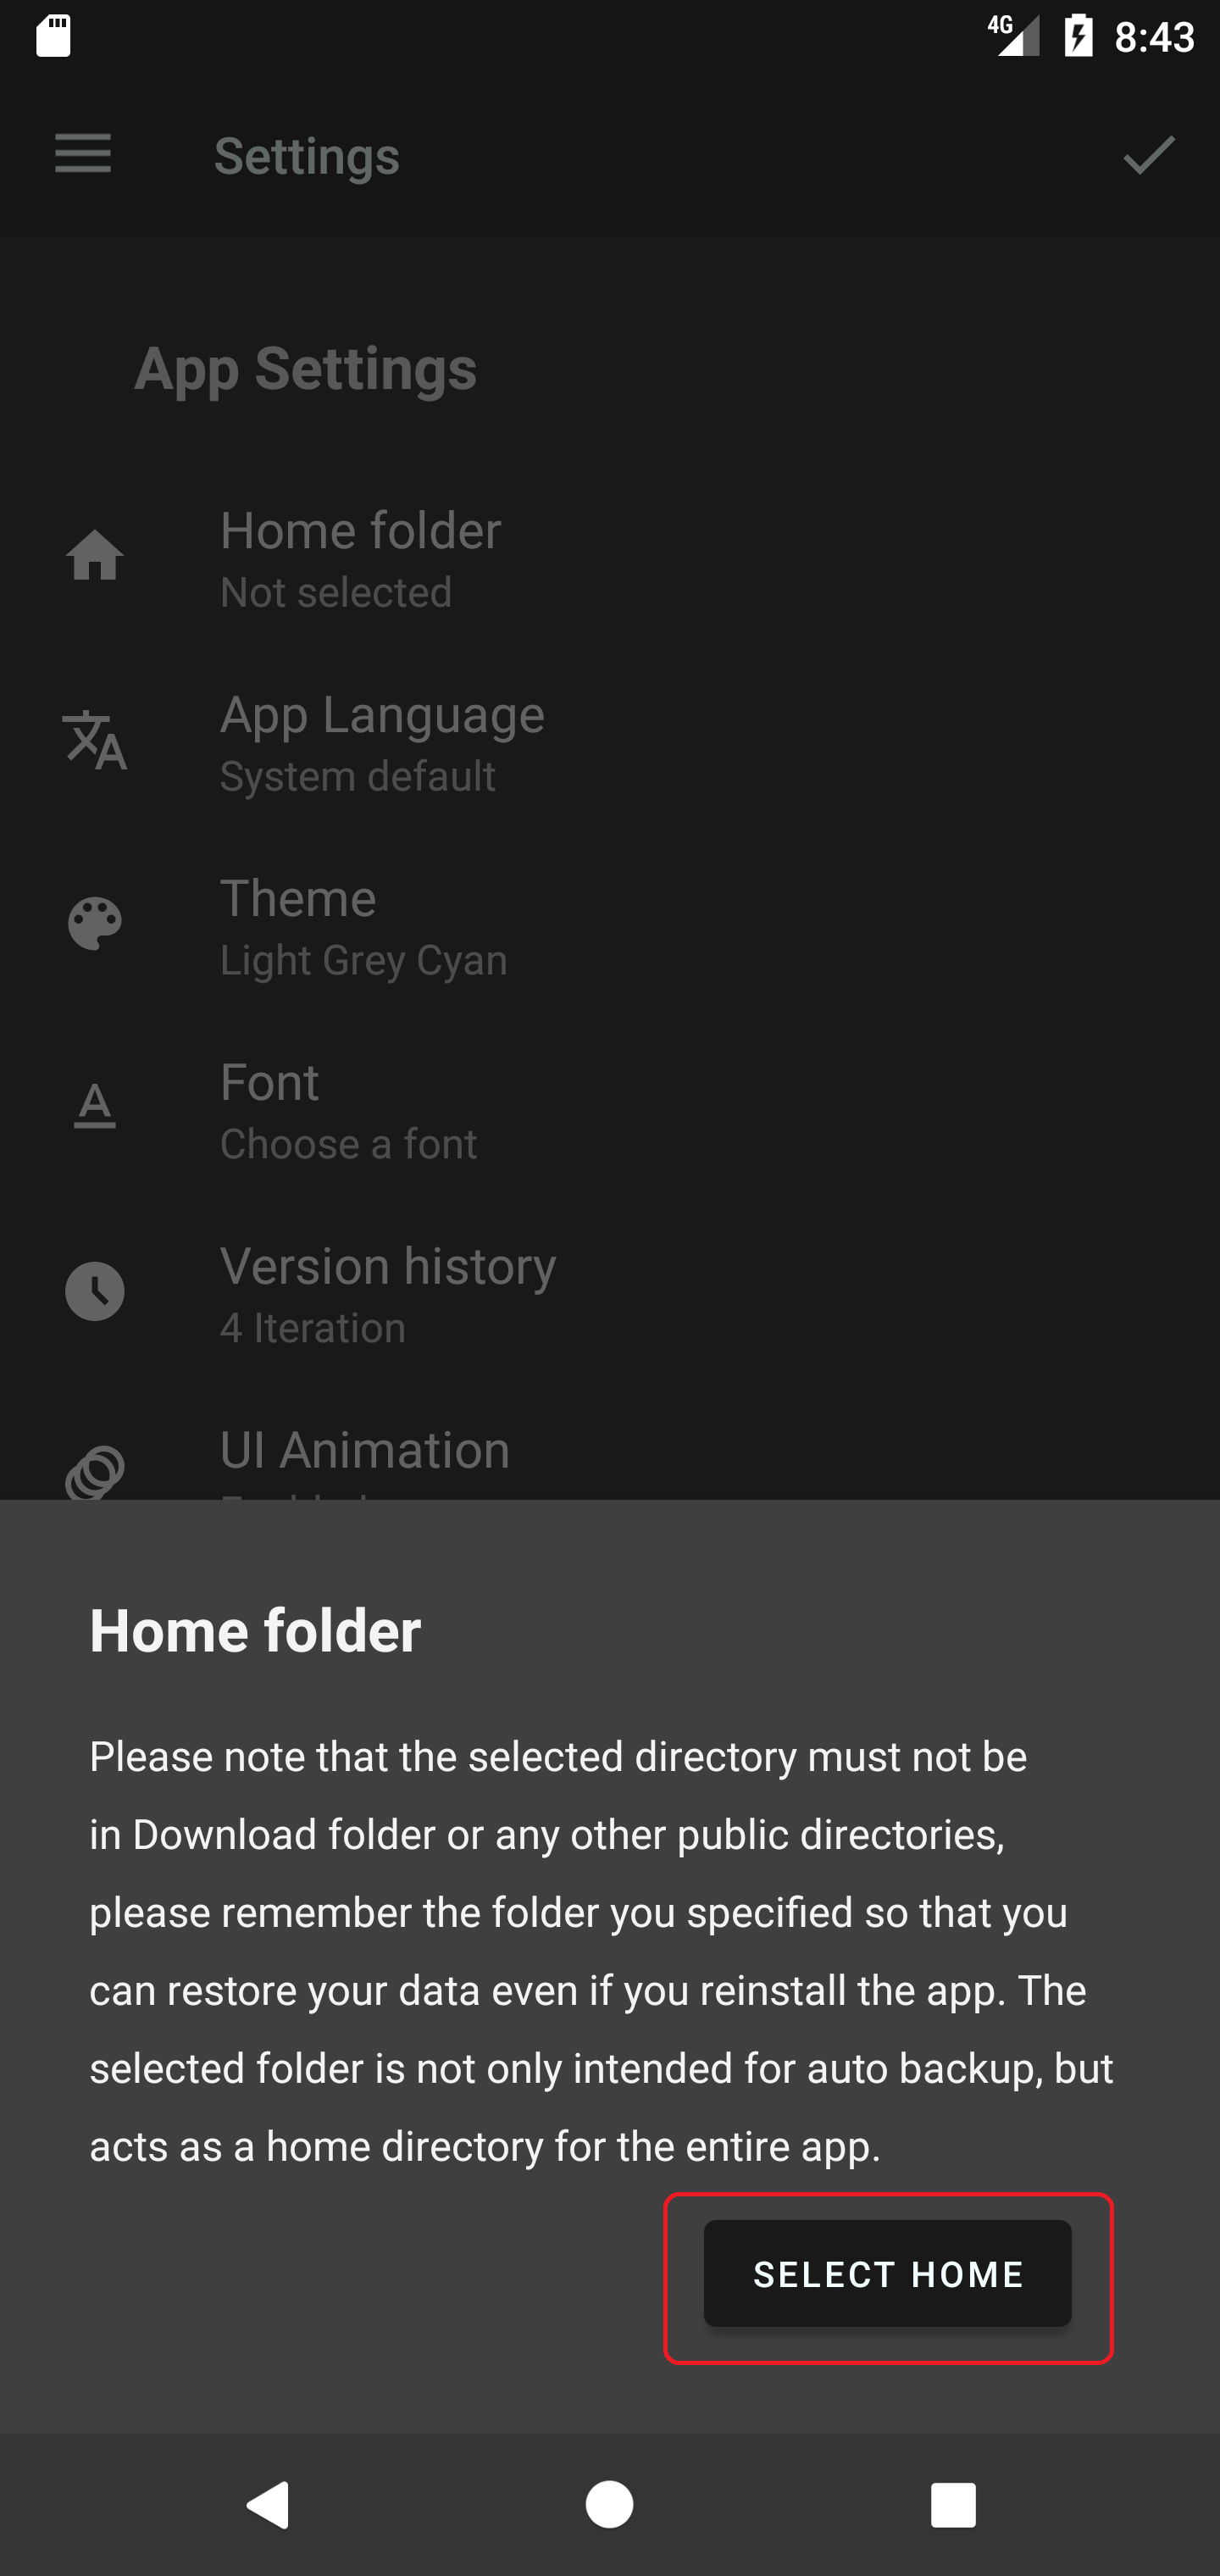 4G 8:43
Settings
App Settings
Home folder
Not selected
App Language
System default
Theme
Light Grey Cyan
Font
Choose a font
Version history
4 Iteration
UI Animation
Home folder
Please note that the selected directory must not be
in Download folder or any other public directories,
please remember the folder you specified so that you
can restore your data even if you reinstall the app. The
selected folder is not only intended for auto backup, but
acts as a home directory for the entire app.
SELECT HOME